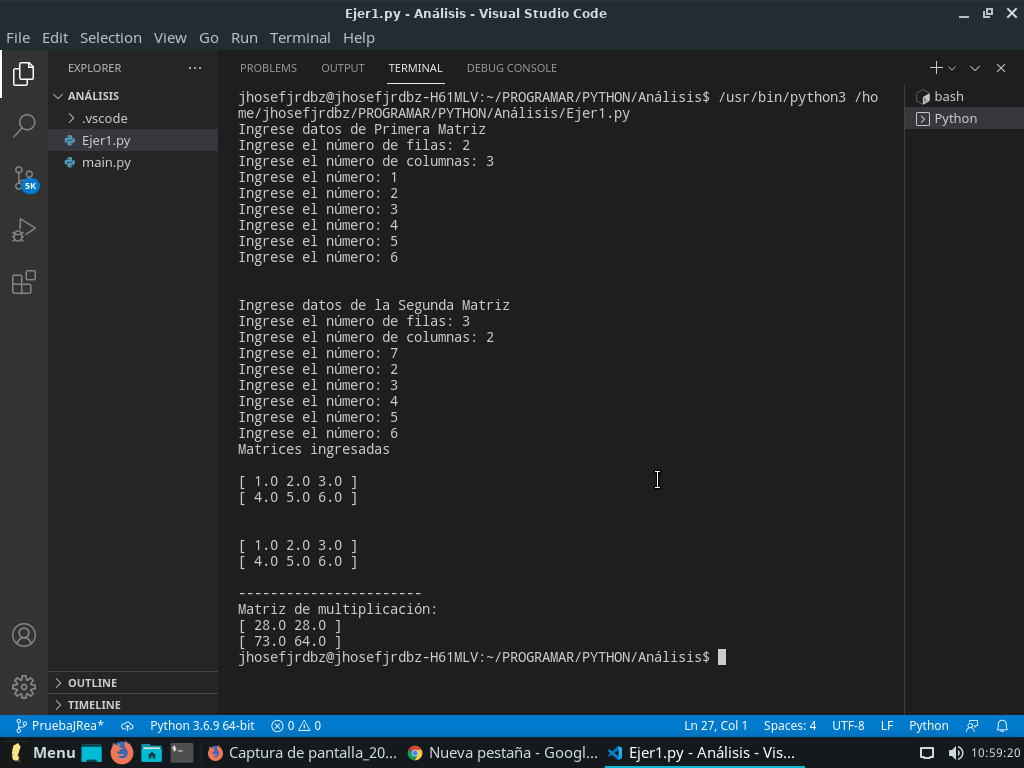 Ejer1.py - Análisis - Visual Studio Code
File Edit Selection View Go Run Terminal Help
EXPLORER
PROBLEMS OUTPUT TERMINAL DEBUG CONSOLE
ANÁLISIS
.vscode
Ejer1.py
main.py
5K
jhosefjrdbz@jhosefjrdbz-H61MLV:~/PROGRAMAR/PYTHON/Análisis$ /usr/bin/python3 /ho
me/jhosefjrdbz/PROGRAMAR/PYTHON/Análisis/Ejer1.py
Ingrese datos de Primera Matriz
Ingrese el número de filas: 2
Ingrese el número de columnas: 3
Ingrese el número: 1
Ingrese el número: 2
Ingrese el número: 3
Ingrese el número: 4
Ingrese el número: 5
Ingrese el número: 6
Ingrese datos de la Segunda Matriz
Ingrese el número de filas: 3
Ingrese el número de columnas: 2
Ingrese el número: 7
Ingrese el número: 2
Ingrese el número: 3
Ingrese el número: 4
Ingrese el número: 5
Ingrese el número: 6
Matrices ingresadas
[ 1.0 2.0 3.0 ]
[ 4.0 5.0 6.0 ]
[ 1.0 2.0 3.0 ]
[ 4.0 5.0 6.0 ]
-----------------------
Matriz de multiplicación:
[ 28.0 28.0 ]
[ 73.0 64.0 ]
jhosefjrdbz@jhosefjrdbz-H61MLV:~/PROGRAMAR/PYTHON/Análisis$
bash
Python
OUTLINE
TIMELINE
PruebaJRea* Python 3.6.9 64-bit 0 0 Ln 27, Col 1 Spaces: 4 UTF-8 LF Python
Menu Captura de pantalla_20... Nueva pestaña - Googl... Ejer1.py - Análisis - Vis... 10:59:20